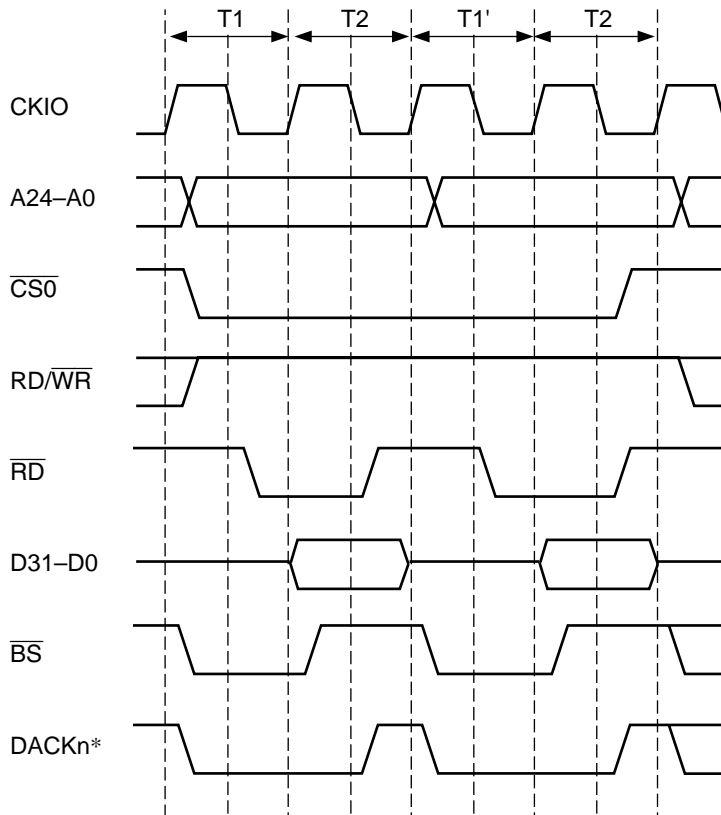 T1 T2 T1' T2
CKIO
A24–A0
CS0
RD/WR
RD
D31–D0
BS
DACKn*